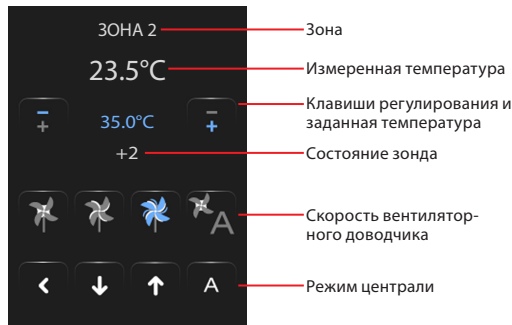 ЗОНА 2
Зона
23.5°C
Измеренная температура
Клавиши регулирования и
заданная температура
35.0°C
+2
Состояние зонда
A
Скорость вентилятор-
ного доводчика
A
Режим централи